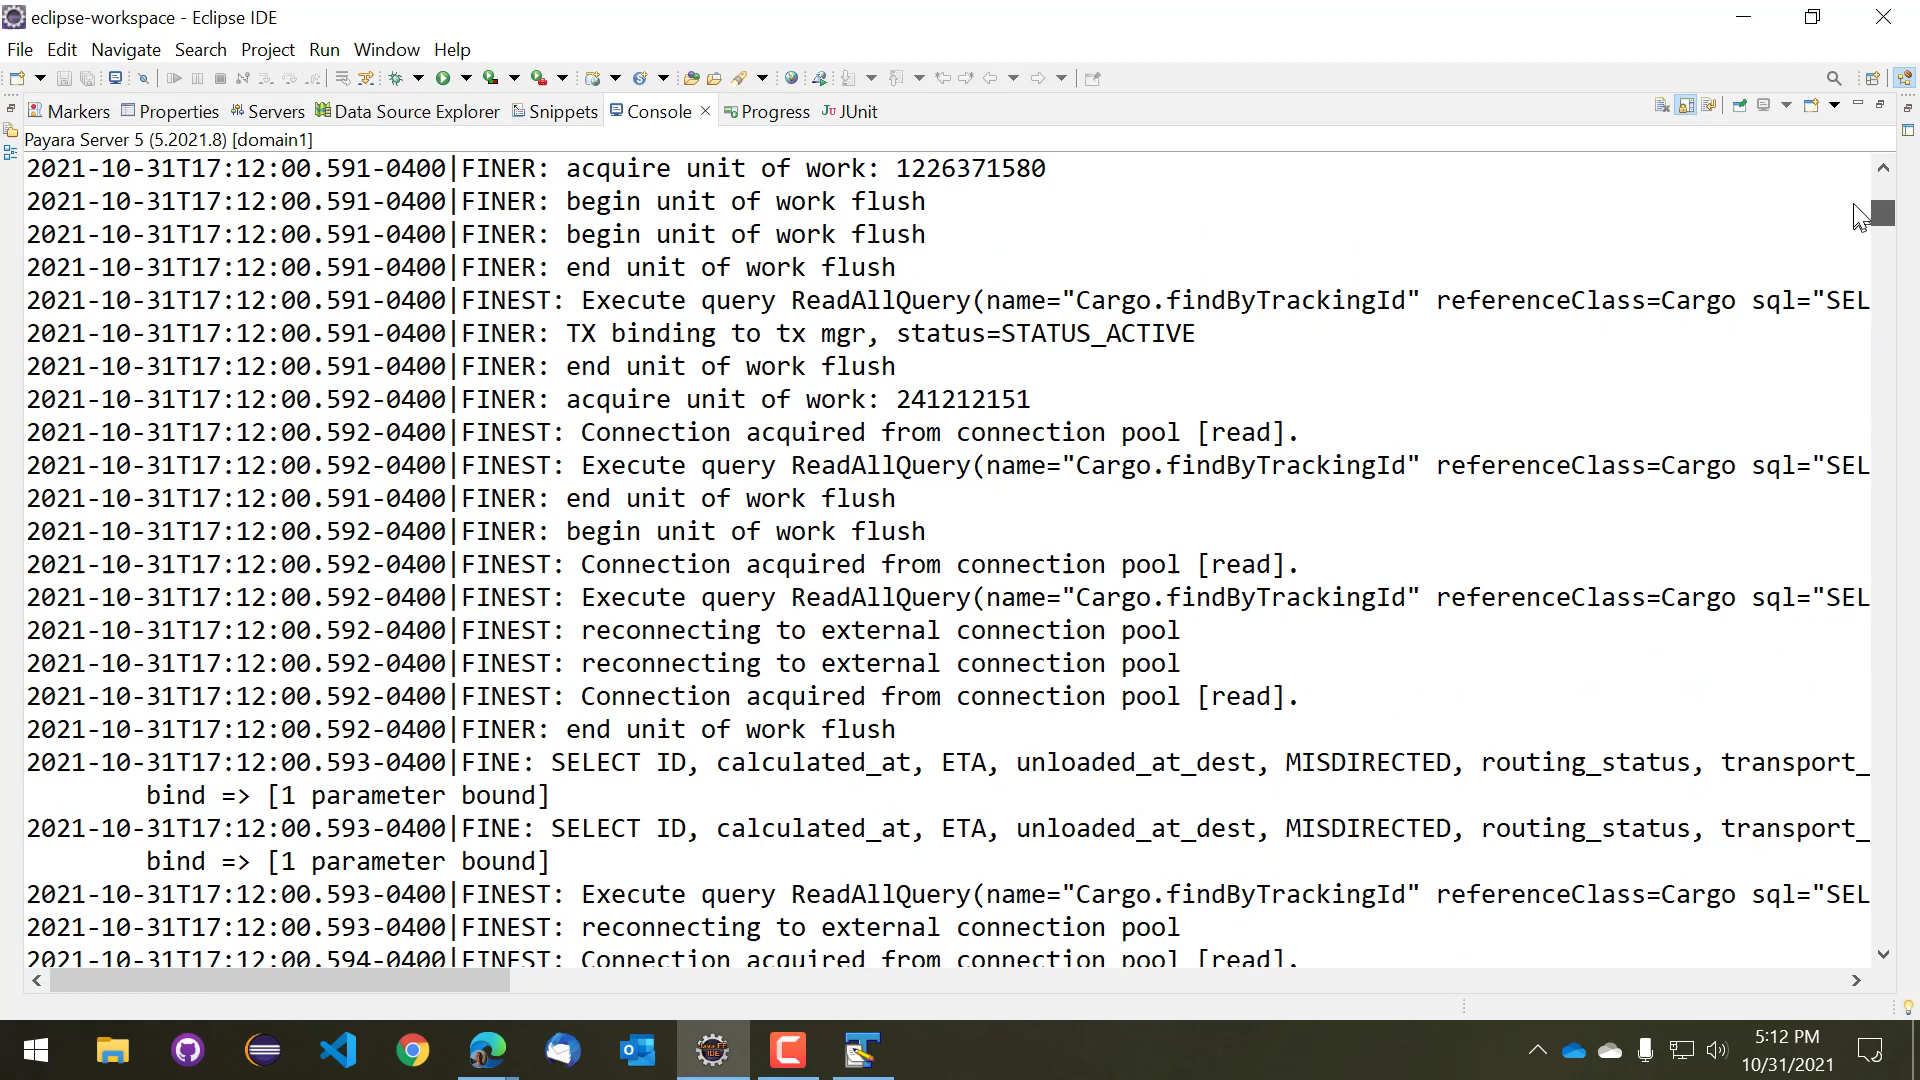 eclipse-workspace - Eclipse IDE
File Edit Navigate Search Project Run Window Help
Markers Properties Servers Data Source Explorer Snippets Console Progress JUnit
Payara Server 5 (5.2021.8) [domain1]
2021-10-31T17:12:00.591-0400|FINER: acquire unit of work: 1226371580
2021-10-31T17:12:00.591-0400|FINER: begin unit of work flush
2021-10-31T17:12:00.591-0400|FINER: begin unit of work flush
2021-10-31T17:12:00.591-0400|FINER: end unit of work flush
2021-10-31T17:12:00.591-0400|FINEST: Execute query ReadAllQuery(name="Cargo.findByTrackingId" referenceClass=Cargo sql="SEL
2021-10-31T17:12:00.591-0400|FINER: TX binding to tx mgr, status=STATUS_ACTIVE
2021-10-31T17:12:00.591-0400|FINER: end unit of work flush
2021-10-31T17:12:00.592-0400|FINER: acquire unit of work: 241212151
2021-10-31T17:12:00.592-0400|FINEST: Connection acquired from connection pool [read].
2021-10-31T17:12:00.592-0400|FINEST: Execute query ReadAllQuery(name="Cargo.findByTrackingId" referenceClass=Cargo sql="SEL
2021-10-31T17:12:00.591-0400|FINER: end unit of work flush
2021-10-31T17:12:00.592-0400|FINER: begin unit of work flush
2021-10-31T17:12:00.592-0400|FINEST: Connection acquired from connection pool [read].
2021-10-31T17:12:00.592-0400|FINEST: Execute query ReadAllQuery(name="Cargo.findByTrackingId" referenceClass=Cargo sql="SEL
2021-10-31T17:12:00.592-0400|FINEST: reconnecting to external connection pool
2021-10-31T17:12:00.592-0400|FINEST: reconnecting to external connection pool
2021-10-31T17:12:00.592-0400|FINEST: Connection acquired from connection pool [read].
2021-10-31T17:12:00.592-0400|FINER: end unit of work flush
2021-10-31T17:12:00.593-0400|FINE: SELECT ID, calculated_at, ETA, unloaded_at_dest, MISDIRECTED, routing_status, transport_
bind => [1 parameter bound]
2021-10-31T17:12:00.593-0400|FINE: SELECT ID, calculated_at, ETA, unloaded_at_dest, MISDIRECTED, routing_status, transport_
bind => [1 parameter bound]
2021-10-31T17:12:00.593-0400|FINEST: Execute query ReadAllQuery(name="Cargo.findByTrackingId" referenceClass=Cargo sql="SEL
2021-10-31T17:12:00.593-0400|FINEST: reconnecting to external connection pool
2021-10-31T17:12:00.594-0400|FINEST: Connection acquired from connection pool [read].
5:12 PM
10/31/2021